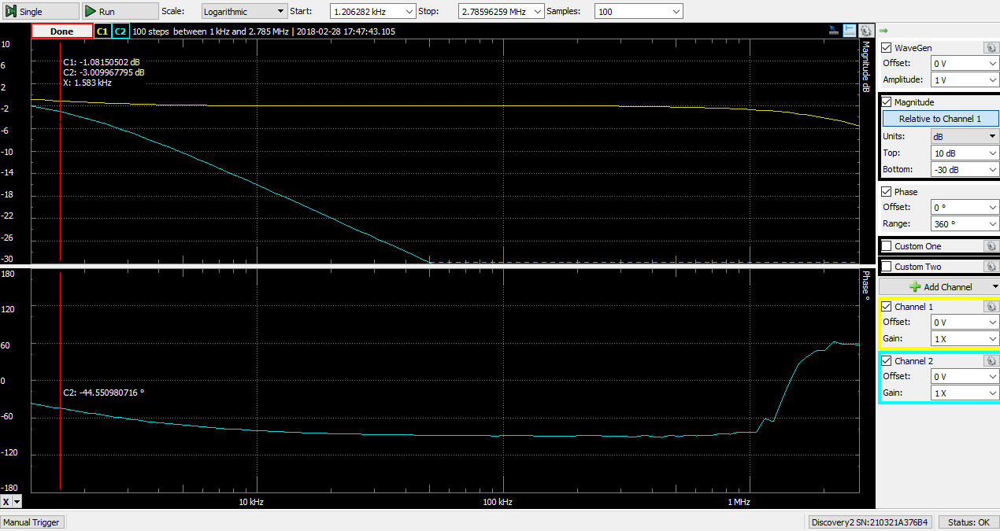 Single Run Scale: Logarithmic Start: 1.206282 kHz Stop: 2.78596259 MHz Samples: 100
Done C1 C2 100 steps between 1 kHz and 2.785 MHz | 2018-02-28 17:47:43.105
10
6
2
-2
-6
-10
-14
-18
-22
-26
-30
C1: -1.08150502 dB
C2: -3.009967795 dB
X: 1.583 kHz
Magnitude dB
180
120
60
0
-60
-120
-180
C2: -44.550980716 °
Phase °
X 10 kHz 100 kHz 1 MHz
WaveGen
Offset: 0 V
Amplitude: 1 V
Magnitude
Relative to Channel 1
Units: dB
Top: 10 dB
Bottom: -30 dB
Phase
Offset: 0 °
Range: 360 °
Custom One
Custom Two
Add Channel
Channel 1
Offset: 0 V
Gain: 1 X
Channel 2
Offset: 0 V
Gain: 1 X
Manual Trigger Discovery2 SN:210321A376B4 Status: OK